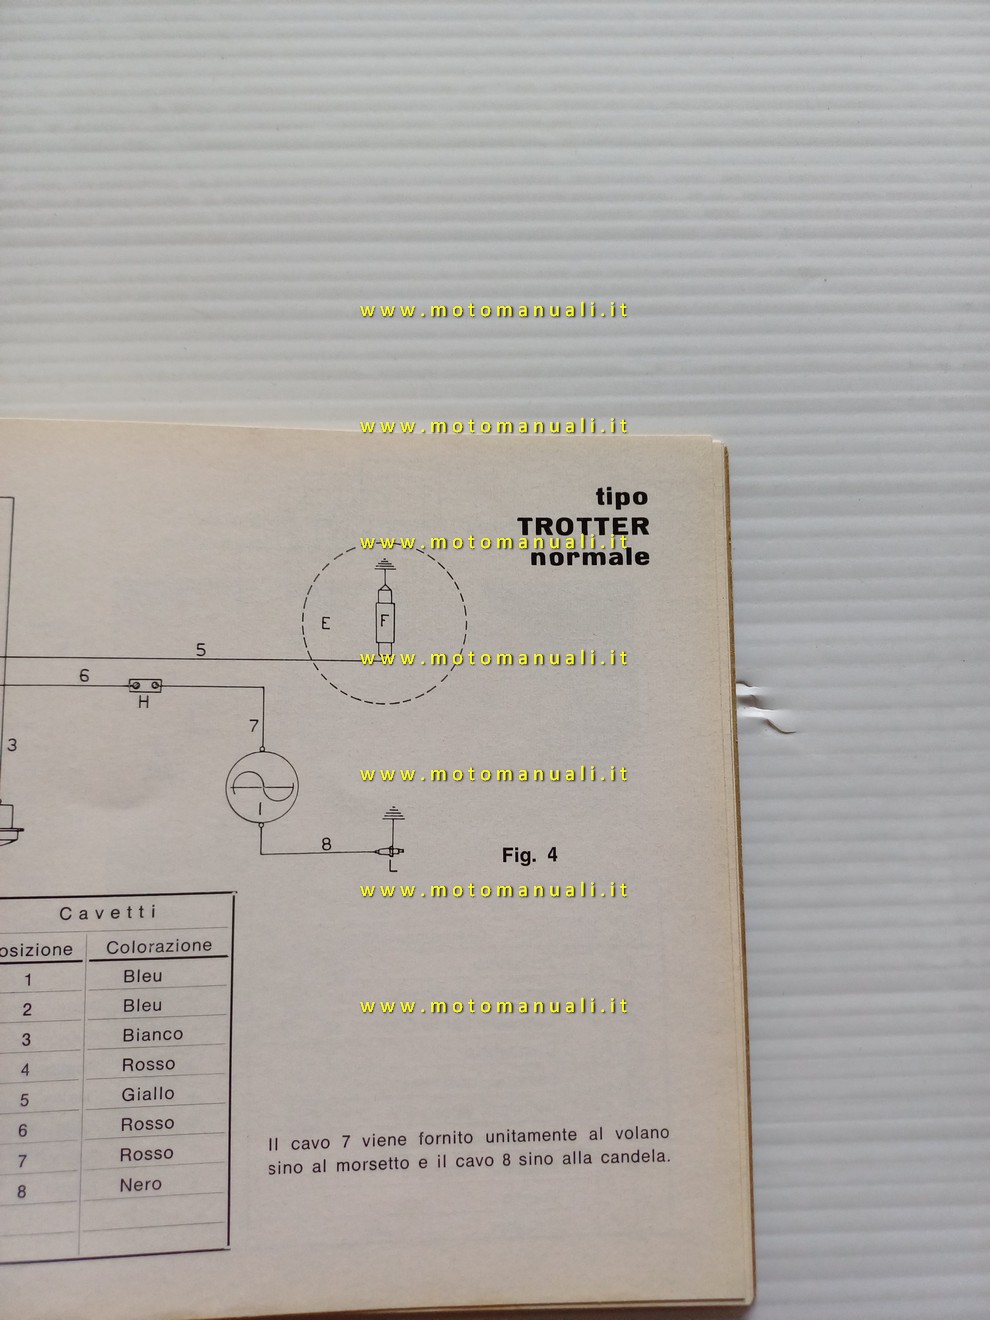 www.motomanuali.it
www.motomanuali.it
tipo
TROTTER
www.motomanuali.it
normale
E
F
5
www.motomanuali.it
6
H
7
3
www.motomanuali.it
I
8
L
Fig. 4
www.motomanuali.it
Cavetti
osizione Colorazione
1 Bleu
2 Bleu
www.motomanuali.it
3 Bianco
4 Rosso
5 Giallo
6 Rosso
7 Rosso
8 Nero
Il cavo 7 viene fornito unitamente al volano
sino al morsetto e il cavo 8 sino alla candela.